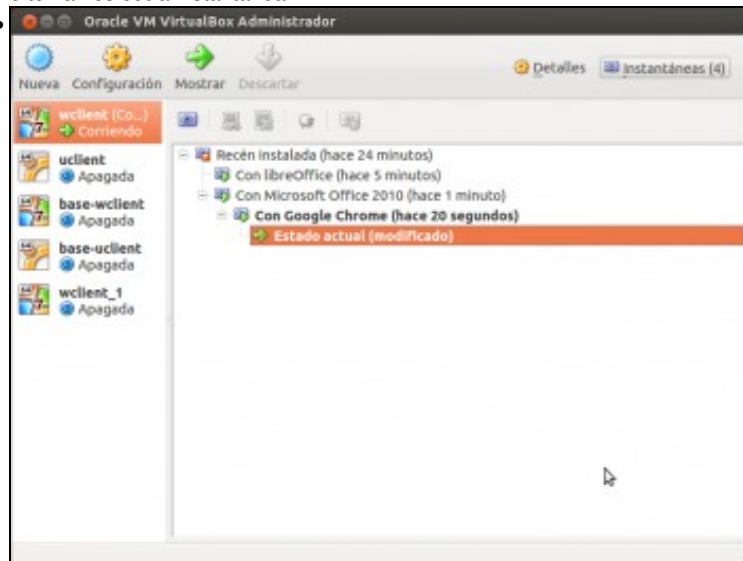 Oracle VM VirtualBox Administrador
Nueva Configuración Mostrar Descartar
Detalles Instantáneas (4)
wclient (Co...)
Corriendo
uclient
Apagada
base-wclient
Apagada
base-uclient
Apagada
wclient_1
Apagada
Recén instalada (hace 24 minutos)
Con libreOffice (hace 5 minutos)
Con Microsoft Office 2010 (hace 1 minuto)
Con Google Chrome (hace 20 segundos)
Estado actual (modificado)